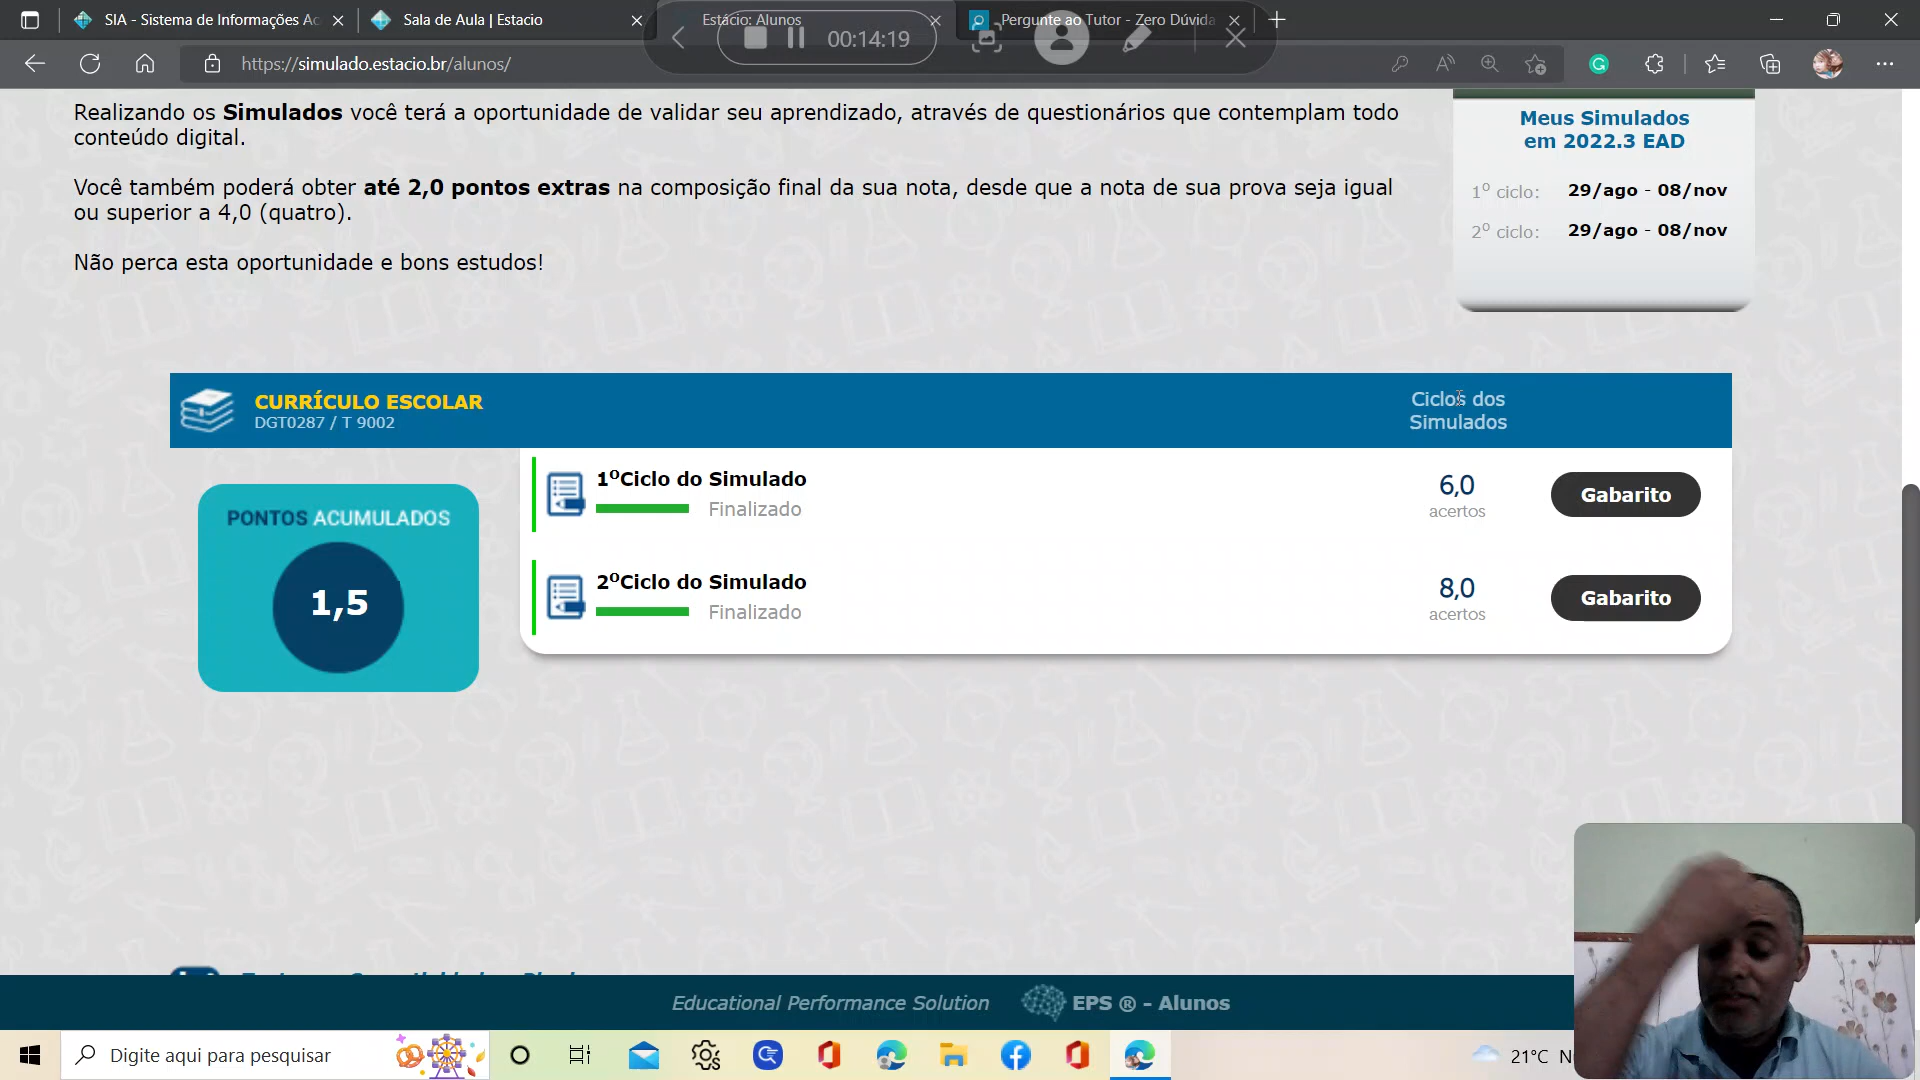 SIA - Sistema de Informações Ac
Sala de Aula | Estacio
Estácio: Alunos
Pergunte ao Tutor - Zero Dúvida
00:14:19
https://simulado.estacio.br/alunos/
Realizando os Simulados você terá a oportunidade de validar seu aprendizado, através de questionários que contemplam todo
conteúdo digital.
Você também poderá obter até 2,0 pontos extras na composição final da sua nota, desde que a nota de sua prova seja igual
ou superior a 4,0 (quatro).
Não perca esta oportunidade e bons estudos!
Meus Simulados
em 2022.3 EAD
1º ciclo: 29/ago - 08/nov
2º ciclo: 29/ago - 08/nov
CURRÍCULO ESCOLAR
DGT0287 / T 9002
Ciclos dos
Simulados
PONTOS ACUMULADOS
1,5
1ºCiclo do Simulado
Finalizado
6,0
acertos
Gabarito
2ºCiclo do Simulado
Finalizado
8,0
acertos
Gabarito
Educational Performance Solution
EPS ® - Alunos
Digite aqui para pesquisar
21°C